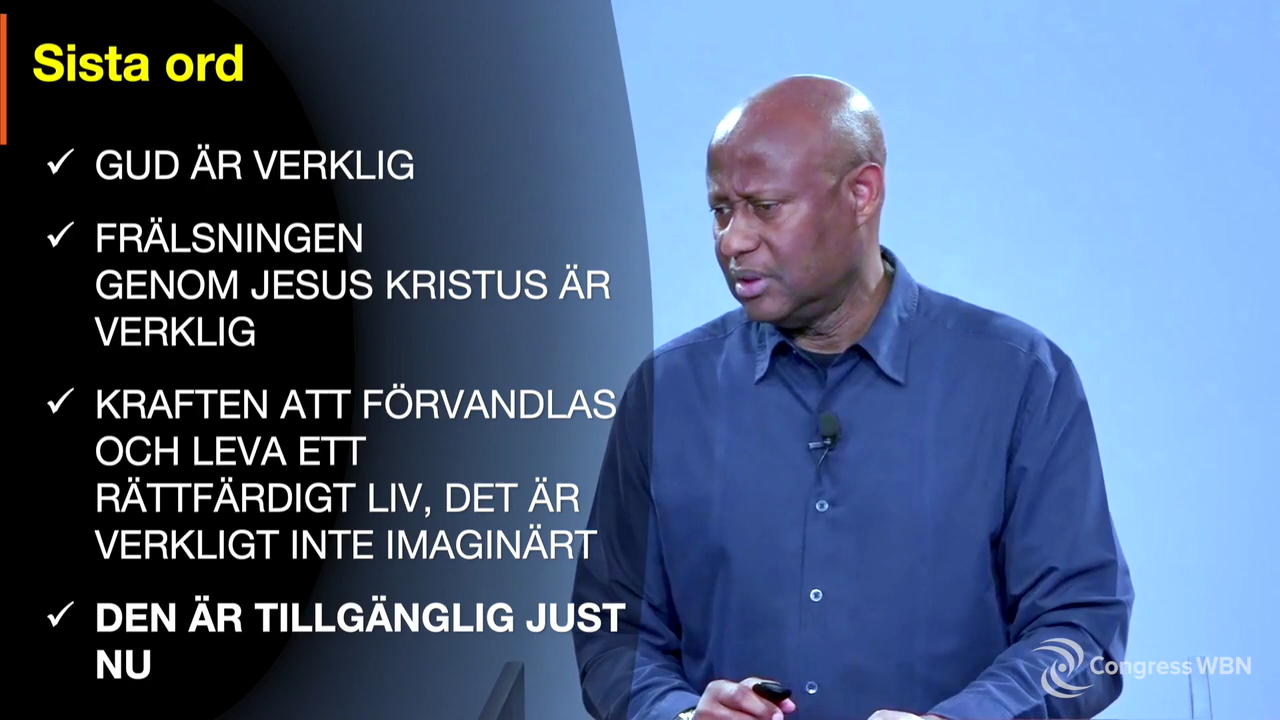 Sista ord
✓ GUD ÄR VERKLIG
✓ FRÄLSNINGEN
GENOM JESUS KRISTUS ÄR
VERKLIG
✓ KRAFTEN ATT FÖRVANDLAS
OCH LEVA ETT
RÄTTFÄRDIGT LIV, DET ÄR
VERKLIGT INTE IMAGINÄRT
✓ DEN ÄR TILLGÄNGLIG JUST
NU
Congress WBN